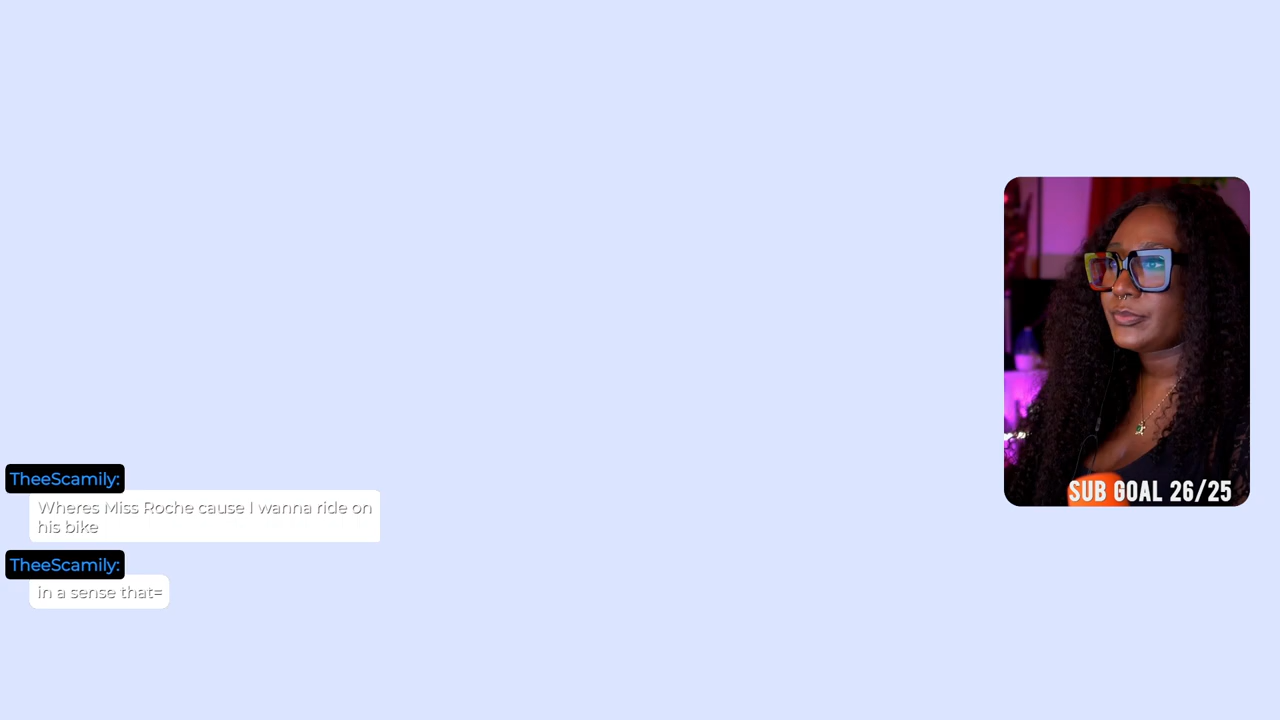 TheeScamily:
Wheres Miss Roche cause I wanna ride on
his bike
TheeScamily:
in a sense that=
SUB GOAL 26/25